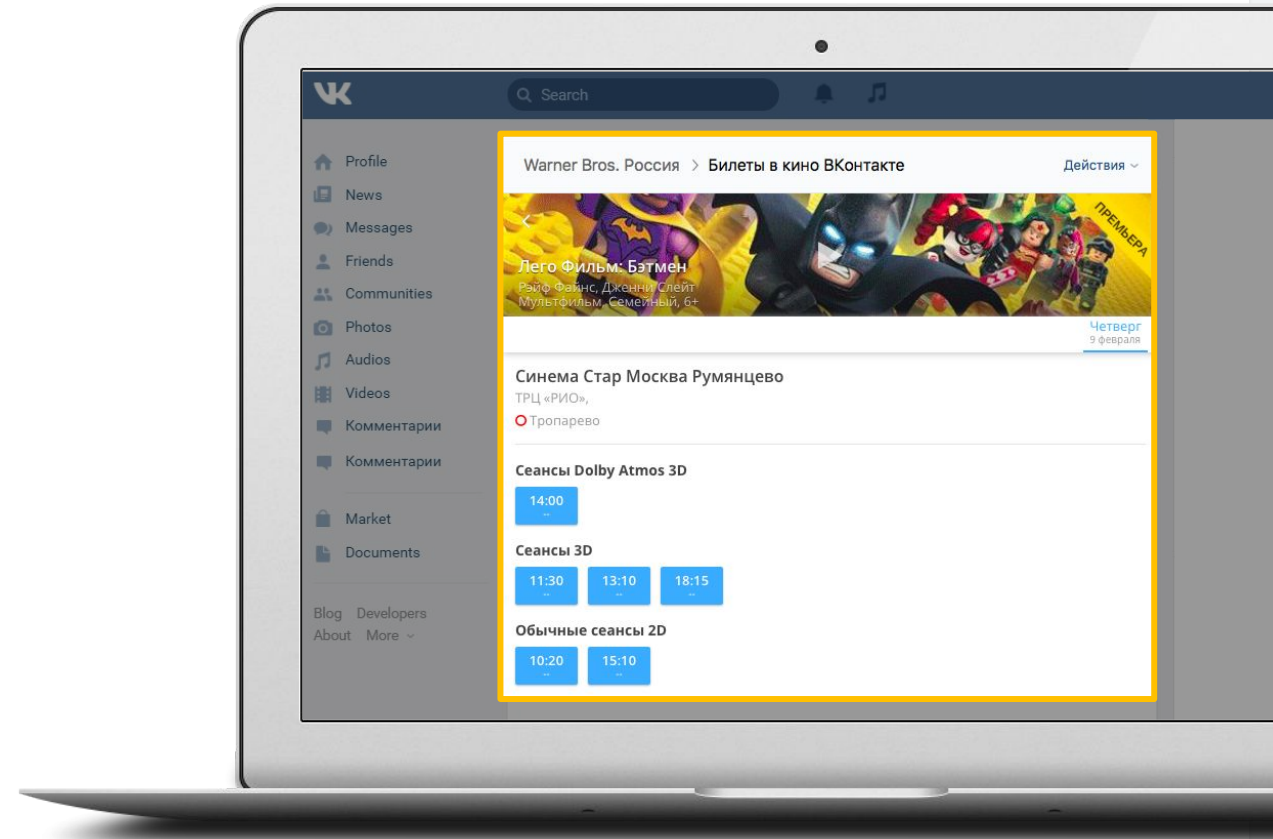 VK
Search
Profile
News
Messages
Friends
Communities
Photos
Audios
Videos
Комментарии
Комментарии
Market
Documents
Blog Developers
About More
Warner Bros. Россия > Билеты в кино ВКонтакте
Действия
ПРЕМЬЕРА
Лего Фильм: Бэтмен
Рэйф Файнс, Дженни Слейт
Мультфильм, Семейный, 6+
Четверг
9 февраля
Синема Стар Москва Румянцево
ТРЦ «РИО»,
Тропарево
Сеансы Dolby Atmos 3D
14:00
--
Сеансы 3D
11:30 13:10 18:15
-- -- --
Обычные сеансы 2D
10:20 15:10
-- --